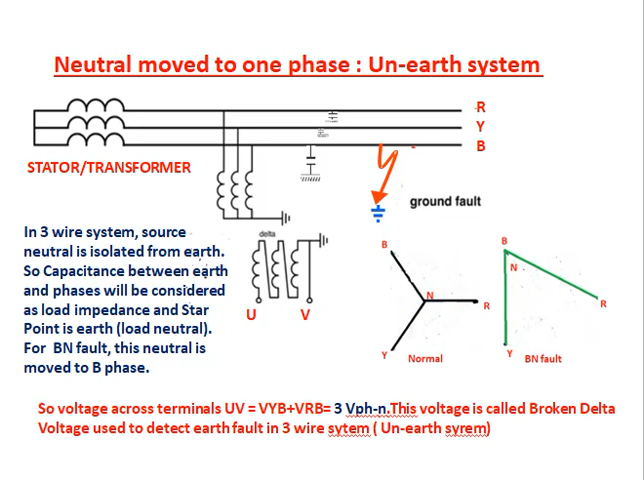 Neutral moved to one phase : Un-earth system
R
Y
B
STATOR/TRANSFORMER
ground fault
In 3 wire system, source
neutral is isolated from earth.
So Capacitance between earth
and phases will be considered
as load impedance and Star
Point is earth (load neutral).
For BN fault, this neutral is
moved to B phase.
delta
U
V
B
N
R
Y
Normal
B
N
R
Y
BN fault
So voltage across terminals UV = VYB+VRB= 3 Vph-n.This voltage is called Broken Delta
Voltage used to detect earth fault in 3 wire sytem ( Un-earth syrem)